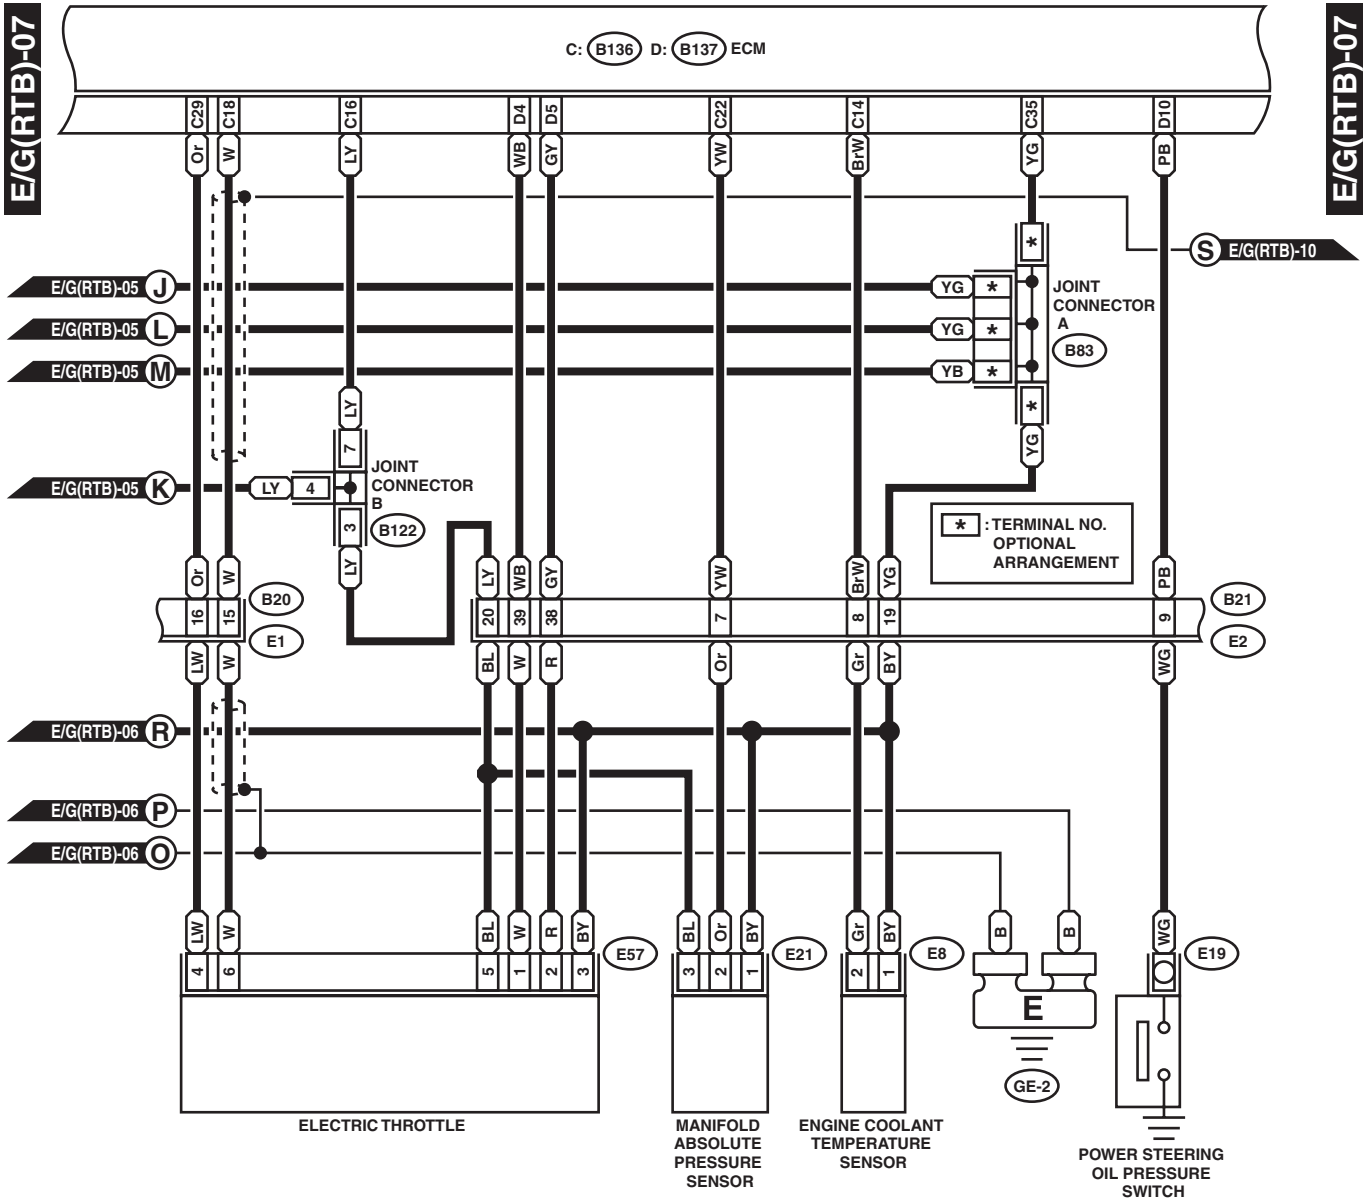 E/G(RTB)-07
E/G(RTB)-07
C: B136 D: B137 ECM
C29 C18 C16 D4 D5 C22 C14 C35 D10
Or W LY WB GY YW BrW YG PB
*
S E/G(RTB)-10
E/G(RTB)-05 J YG *
JOINT
CONNECTOR
A
B83
E/G(RTB)-05 L YG *
E/G(RTB)-05 M YB *
LY *
7 YG
JOINT
CONNECTOR
B
B122
E/G(RTB)-05 K LY 4
3
LY
* : TERMINAL NO.
OPTIONAL
ARRANGEMENT
Or W LY WB GY YW BrW YG PB
B20 B21
16 15 20 39 38 7 8 19 9
E1 E2
LW W BL W R Or Gr BY WG
E/G(RTB)-06 R
E/G(RTB)-06 P
E/G(RTB)-06 O
LW W BL W R BY BL Or BY Gr BY B B WG
E57 E21 E8 E19
4 6 5 1 2 3 3 2 1 2 1
E
GE-2
ELECTRIC THROTTLE
MANIFOLD
ABSOLUTE
PRESSURE
SENSOR
ENGINE COOLANT
TEMPERATURE
SENSOR
POWER STEERING
OIL PRESSURE
SWITCH